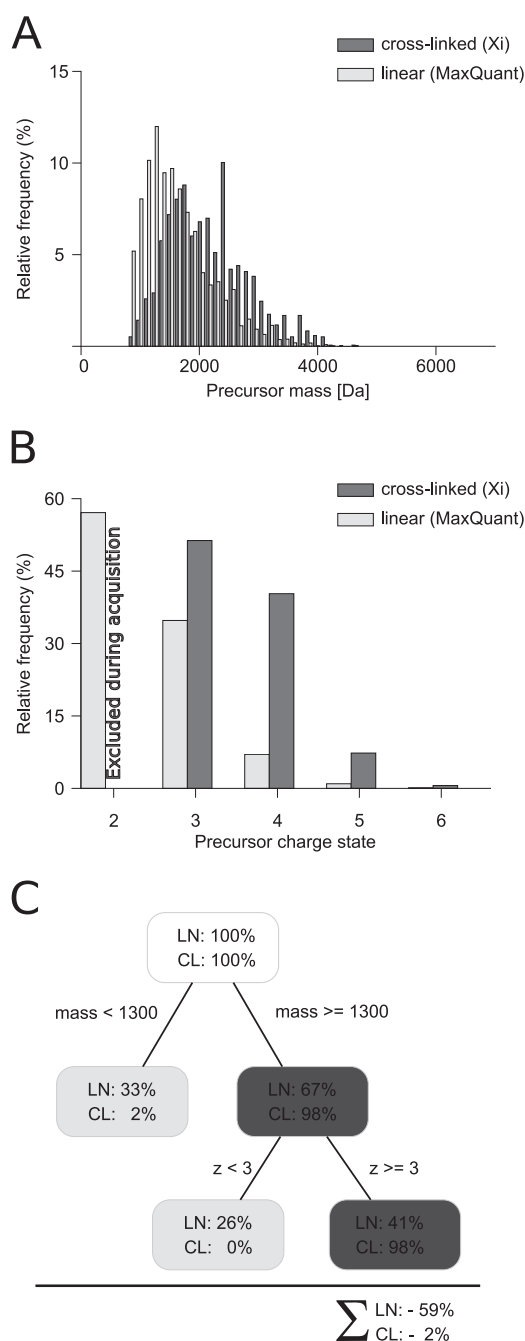 A
cross-linked (Xi)
linear (MaxQuant)
Relative frequency (%)
15
10
5
0 2000 4000 6000
Precursor mass [Da]
B
cross-linked (Xi)
linear (MaxQuant)
Relative frequency (%)
60
45
30
15
0
Excluded during acquisition
2 3 4 5 6
Precursor charge state
C
LN: 100%
CL: 100%
mass < 1300 mass >= 1300
LN: 33% LN: 67%
CL: 2% CL: 98%
z < 3 z >= 3
LN: 26% LN: 41%
CL: 0% CL: 98%
∑ LN: - 59%
CL: - 2%